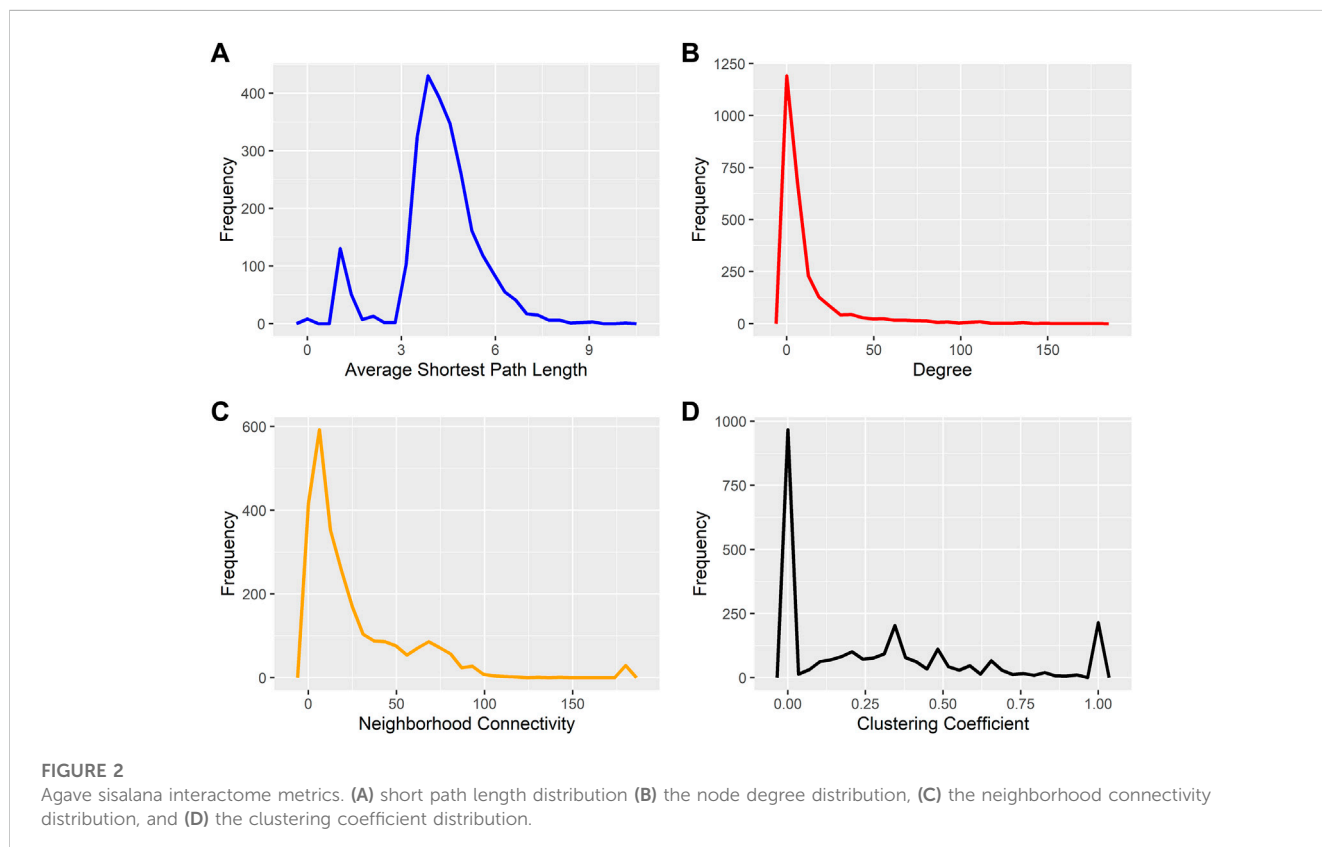 A
400
300
200
100
0
Frequency
0 3 6 9
Average Shortest Path Length
B
1250
1000
750
500
250
0
Frequency
0 50 100 150
Degree
C
600
400
200
0
Frequency
0 50 100 150
Neighborhood Connectivity
D
1000
750
500
250
0
Frequency
0.00 0.25 0.50 0.75 1.00
Clustering Coefficient
FIGURE 2
Agave sisalana interactome metrics. (A) short path length distribution (B) the node degree distribution, (C) the neighborhood connectivity
distribution, and (D) the clustering coefficient distribution.